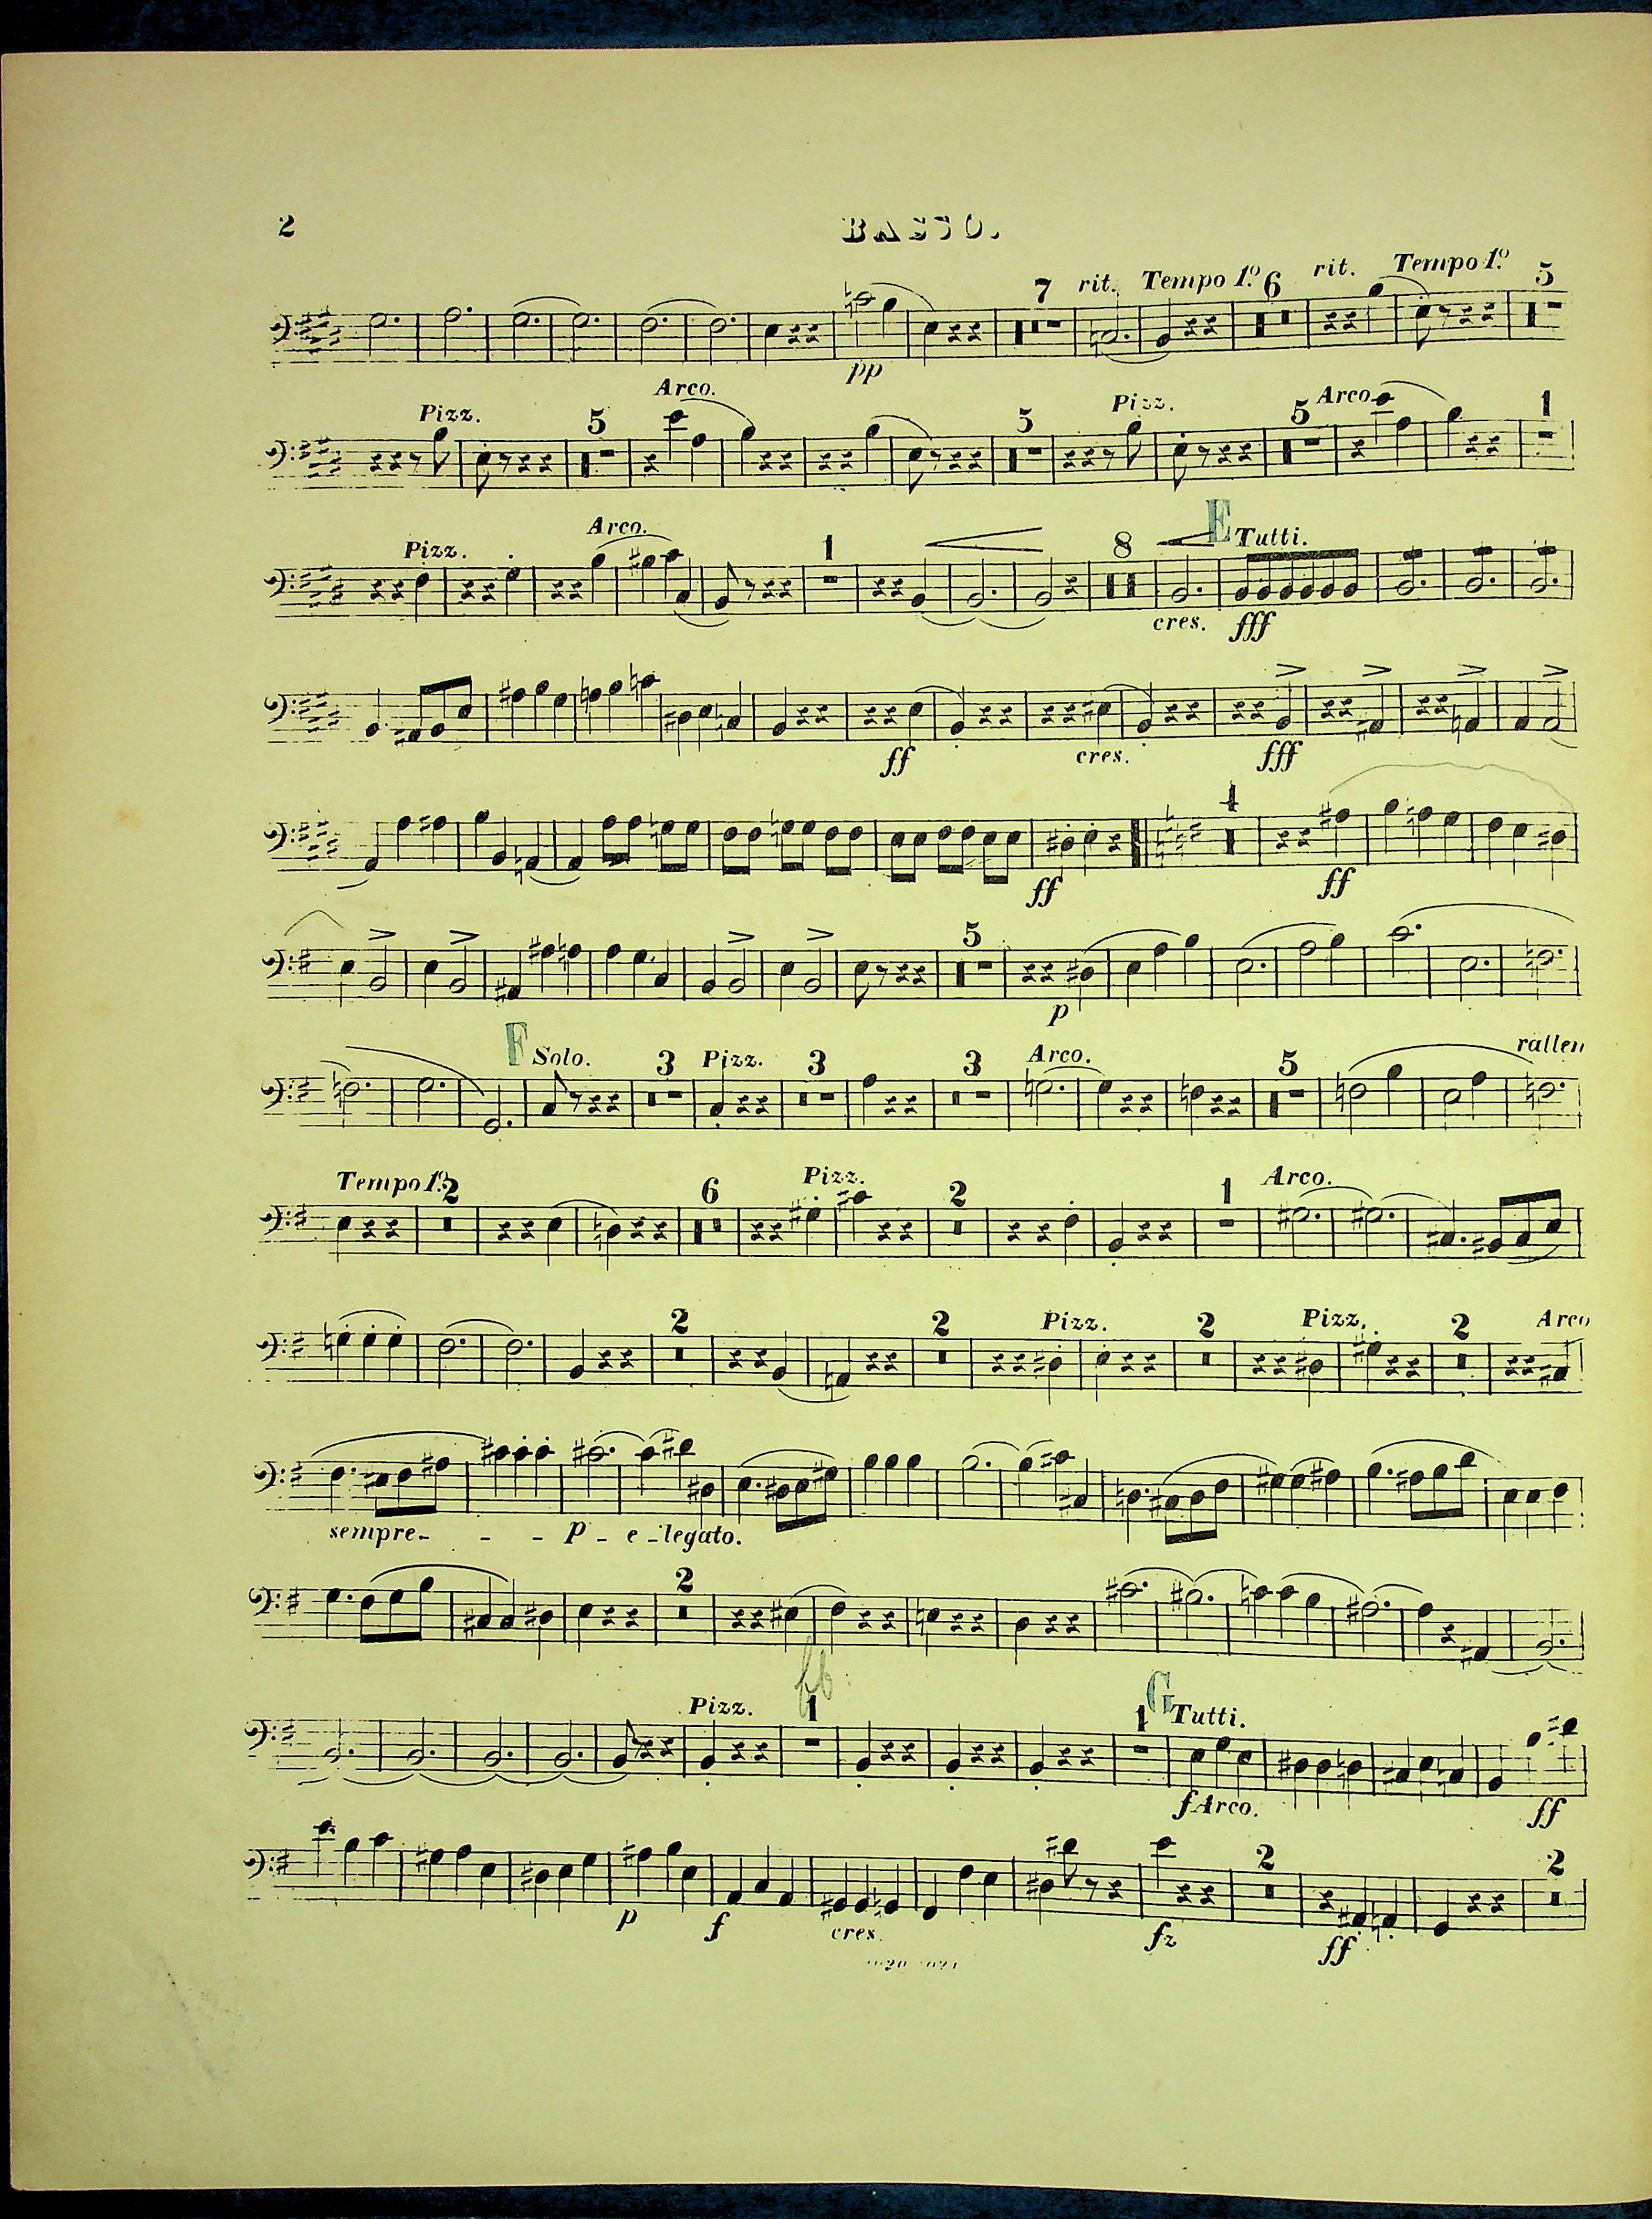 2
BASSO.
7 rit. Tempo 1º. 6 rit. Tempo 1º. 5
pp
Pizz. 5 Arco. 5 Pizz. 5 Arco. 1
Pizz. Arco. 1 8 E Tutti.
cres. fff
ff cres. fff
4
ff ff
5
p
F Solo. 3 Pizz. 3 3 Arco. 5 rallen
Tempo 1º. 2 6 Pizz. 2 1 Arco.
2 2 Pizz. 2 Pizz. 2 Arco
sempre - - - p - e - legato.
2
Pizz. 1 1 G Tutti.
f Arco. ff
2 2
p f cres. fz ff